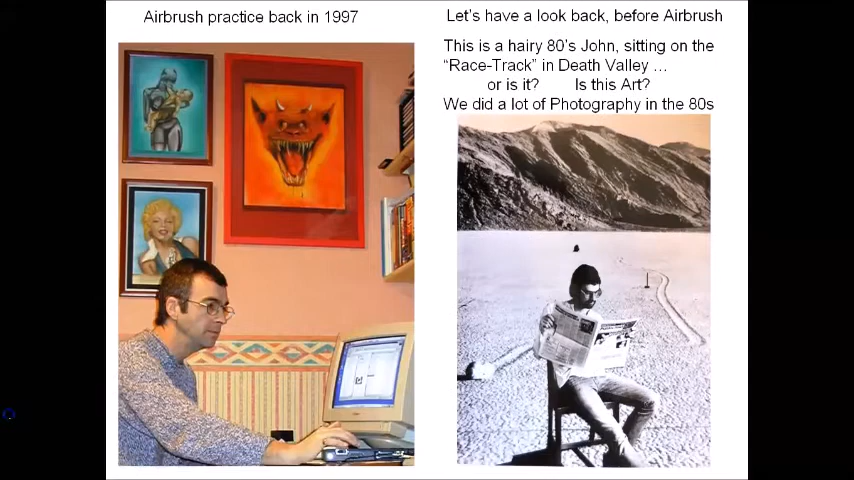 Airbrush practice back in 1997
Let's have a look back, before Airbrush
This is a hairy 80's John, sitting on the
"Race-Track" in Death Valley ...
or is it? Is this Art?
We did a lot of Photography in the 80s